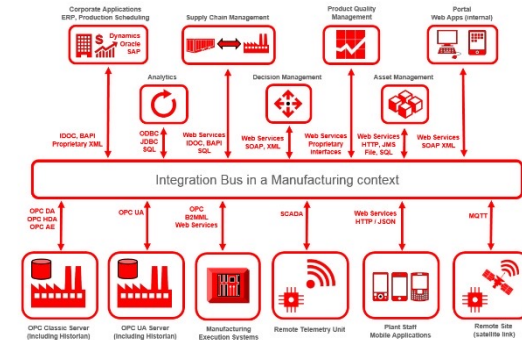 Corporate Applications
ERP, Production Scheduling
Supply Chain Management
Product Quality
Management
Portal
Web Apps (internal)
Dynamics
Oracle
SAP
Analytics
Decision Management
Asset Management
IDOC, BAPI
Proprietary XML
ODBC
JDBC
SQL
Web Services
IDOC, BAPI
SQL
Web Services
SOAP, XML
Web Services
Proprietary
Interfaces
Web Services
HTTP, JMS
File, SQL
Web Services
SOAP XML
Integration Bus in a Manufacturing context
OPC DA
OPC HDA
OPC AE
OPC UA
OPC
B2MML
Web Services
SCADA
Web Services
HTTP / JSON
MQTT
OPC Classic Server
(Including Historian)
OPC UA Server
(Including Historian)
Manufacturing
Execution Systems
Remote Telemetry Unit
Plant Staff
Mobile Applications
Remote Site
(satellite link)